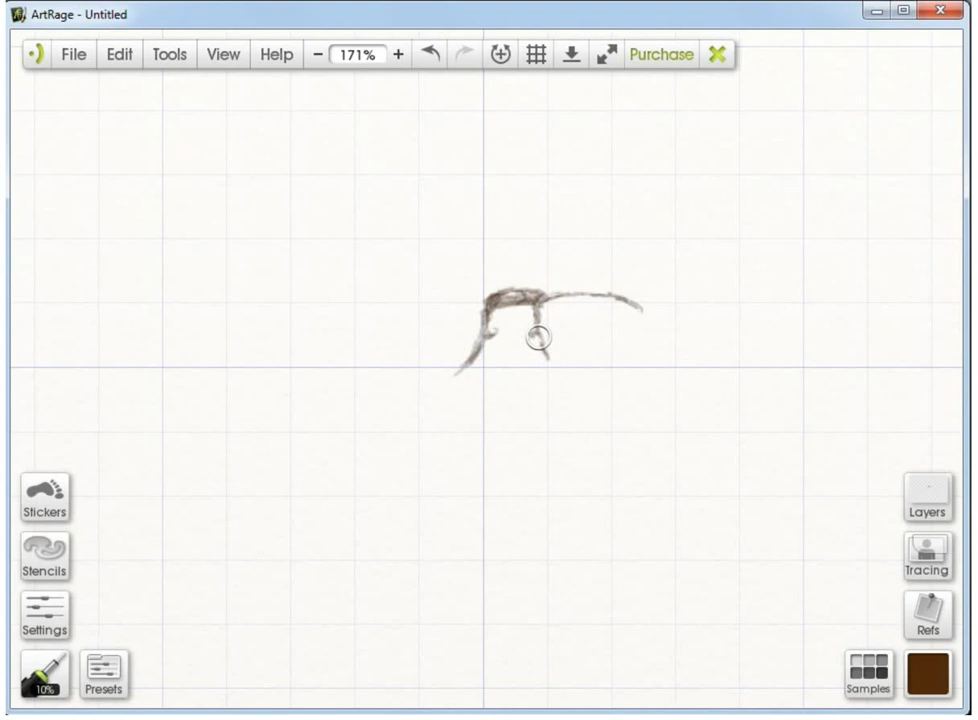 ArtRage - Untitled
File Edit Tools View Help − 171% + Purchase
Stickers
Stencils
Settings
10%
Presets
Layers
Tracing
Refs
Samples